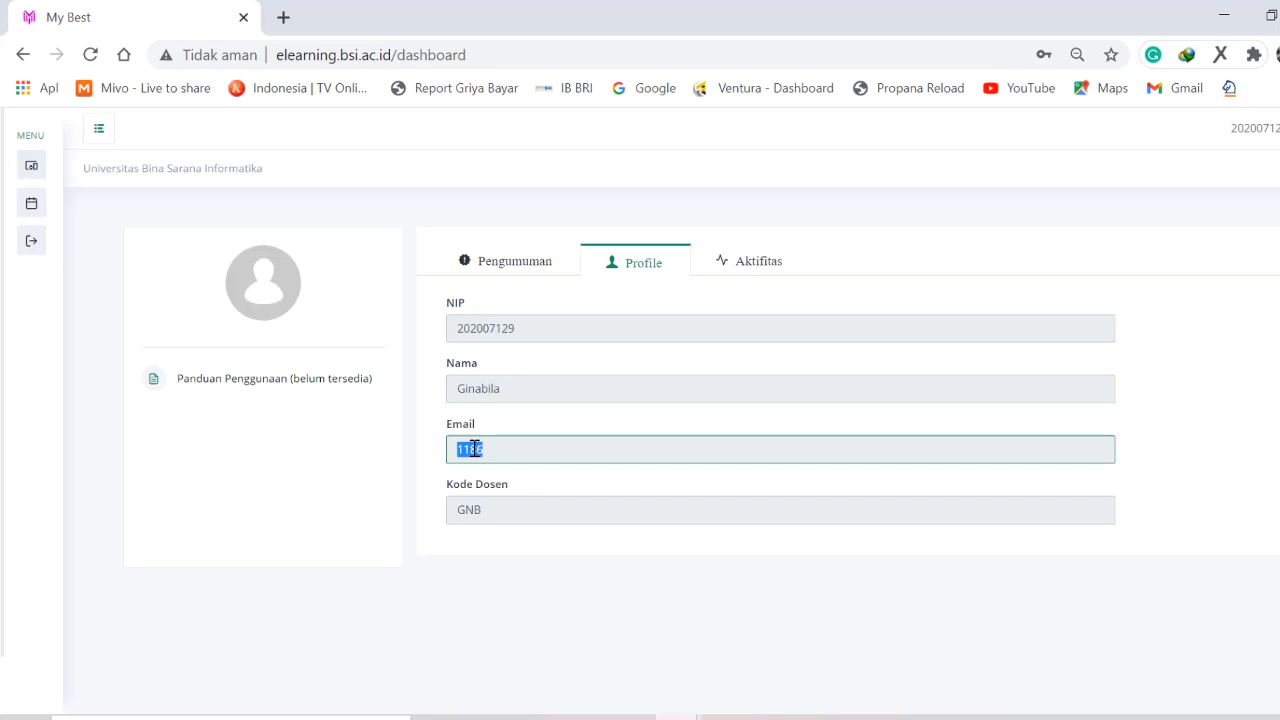 My Best
Tidak aman elearning.bsi.ac.id/dashboard
Apl Mivo - Live to share Indonesia | TV Onli... Report Griya Bayar IB BRI Google Ventura - Dashboard Propana Reload YouTube Maps Gmail
MENU
20200712
Universitas Bina Sarana Informatika
Pengumuman Profile Aktifitas
NIP
202007129
Nama
Ginabila
Panduan Penggunaan (belum tersedia)
Email
1186
Kode Dosen
GNB